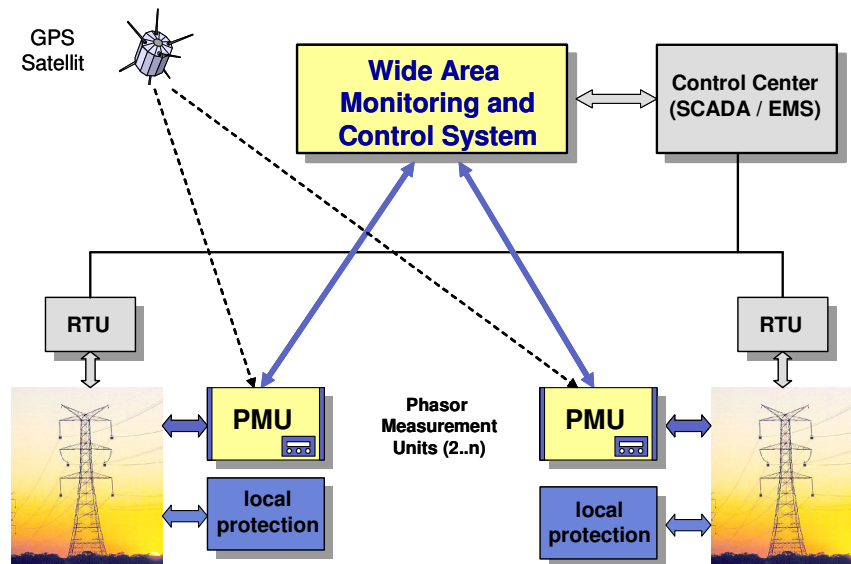 GPS
Satellit
Wide Area
Monitoring and
Control System
Control Center
(SCADA / EMS)
RTU
RTU
PMU
Phasor
Measurement
Units (2..n)
PMU
local
protection
local
protection